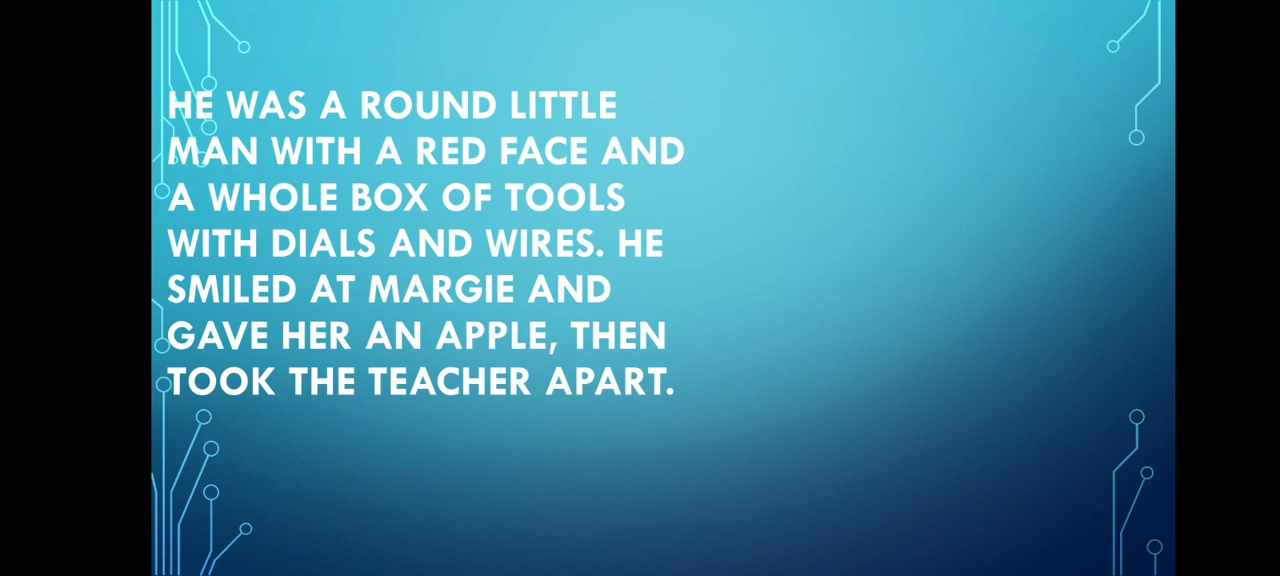 HE WAS A ROUND LITTLE
MAN WITH A RED FACE AND
A WHOLE BOX OF TOOLS
WITH DIALS AND WIRES. HE
SMILED AT MARGIE AND
GAVE HER AN APPLE, THEN
TOOK THE TEACHER APART.